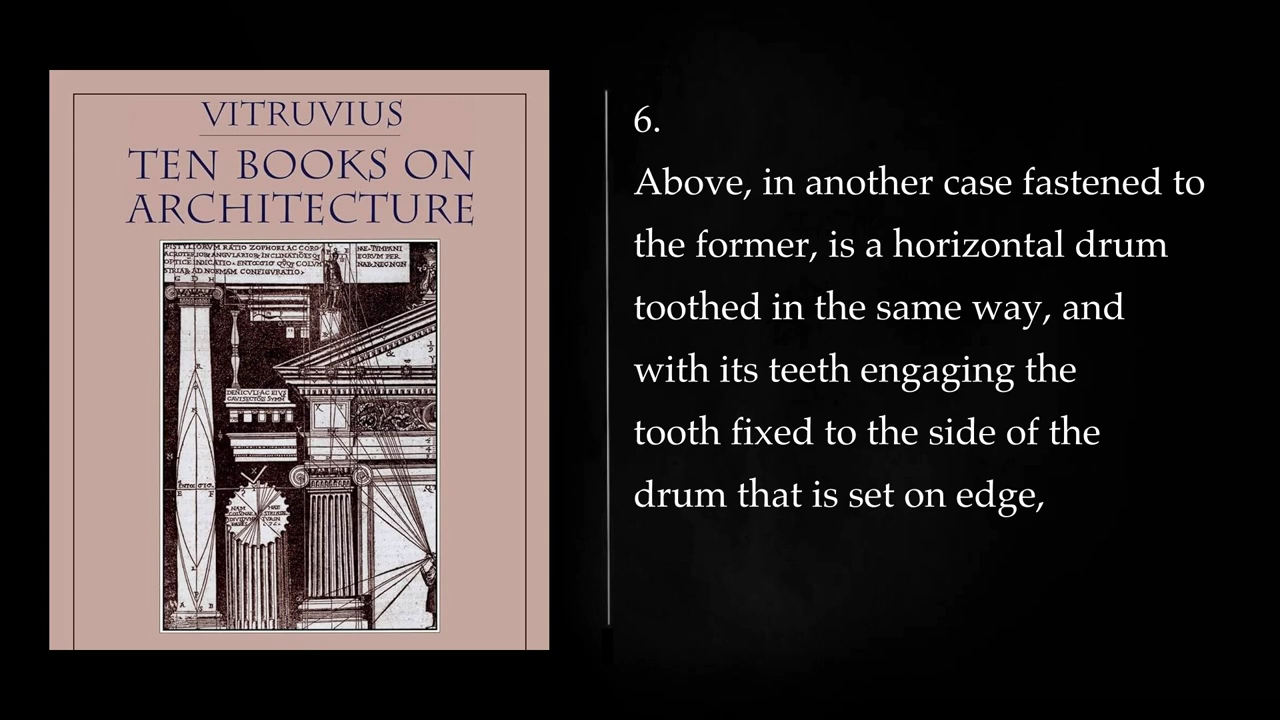 VITRUVIUS
TEN BOOKS ON
ARCHITECTURE
6.
Above, in another case fastened to
the former, is a horizontal drum
toothed in the same way, and
with its teeth engaging the
tooth fixed to the side of the
drum that is set on edge,